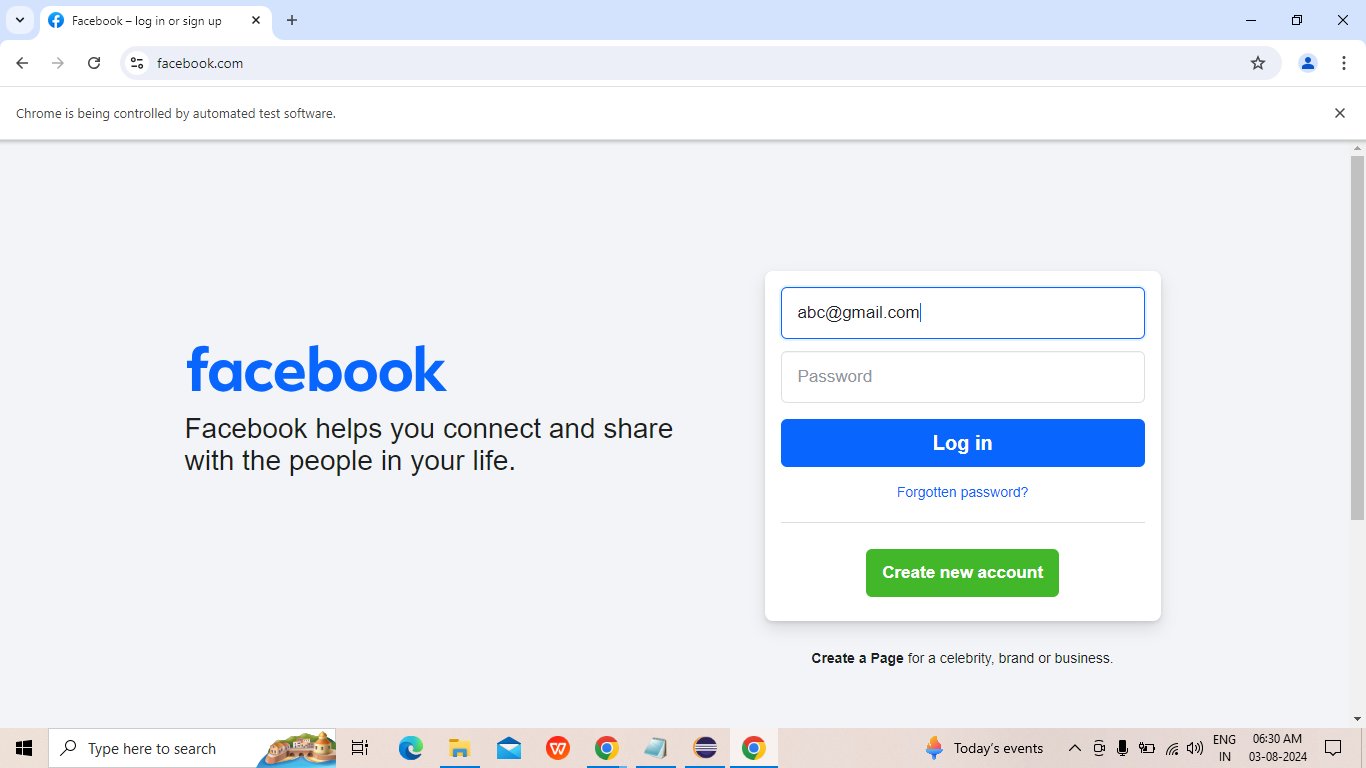 Facebook – log in or sign up
facebook.com
Chrome is being controlled by automated test software.
facebook
Facebook helps you connect and share
with the people in your life.
abc@gmail.com
Password
Log in
Forgotten password?
Create new account
Create a Page for a celebrity, brand or business.
Type here to search
Today's events
ENG
IN
06:30 AM
03-08-2024